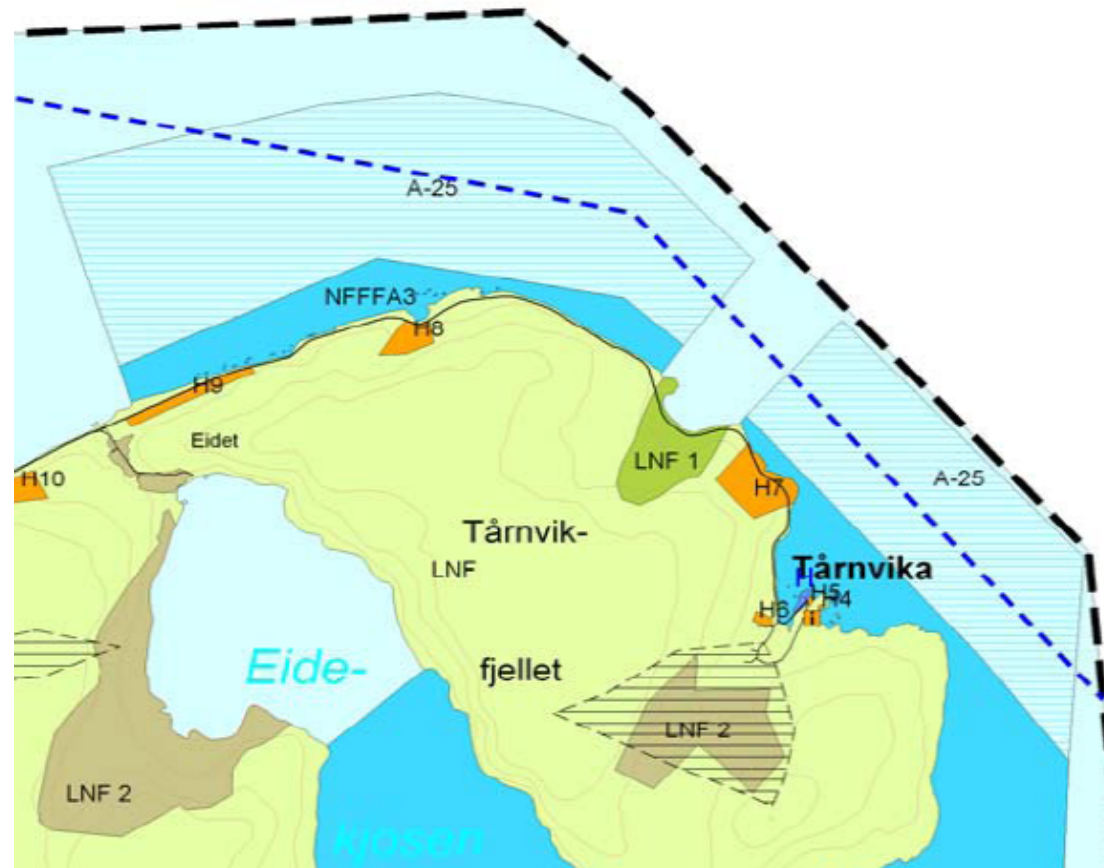 A-25
NFFFA3
H8
H9
Eidet
H10
LNF 1
H7
A-25
Tårnvik-
LNF
Tårnvika
H
H5
H4
H6
Eide-
fjellet
LNF 2
LNF 2
kjosen